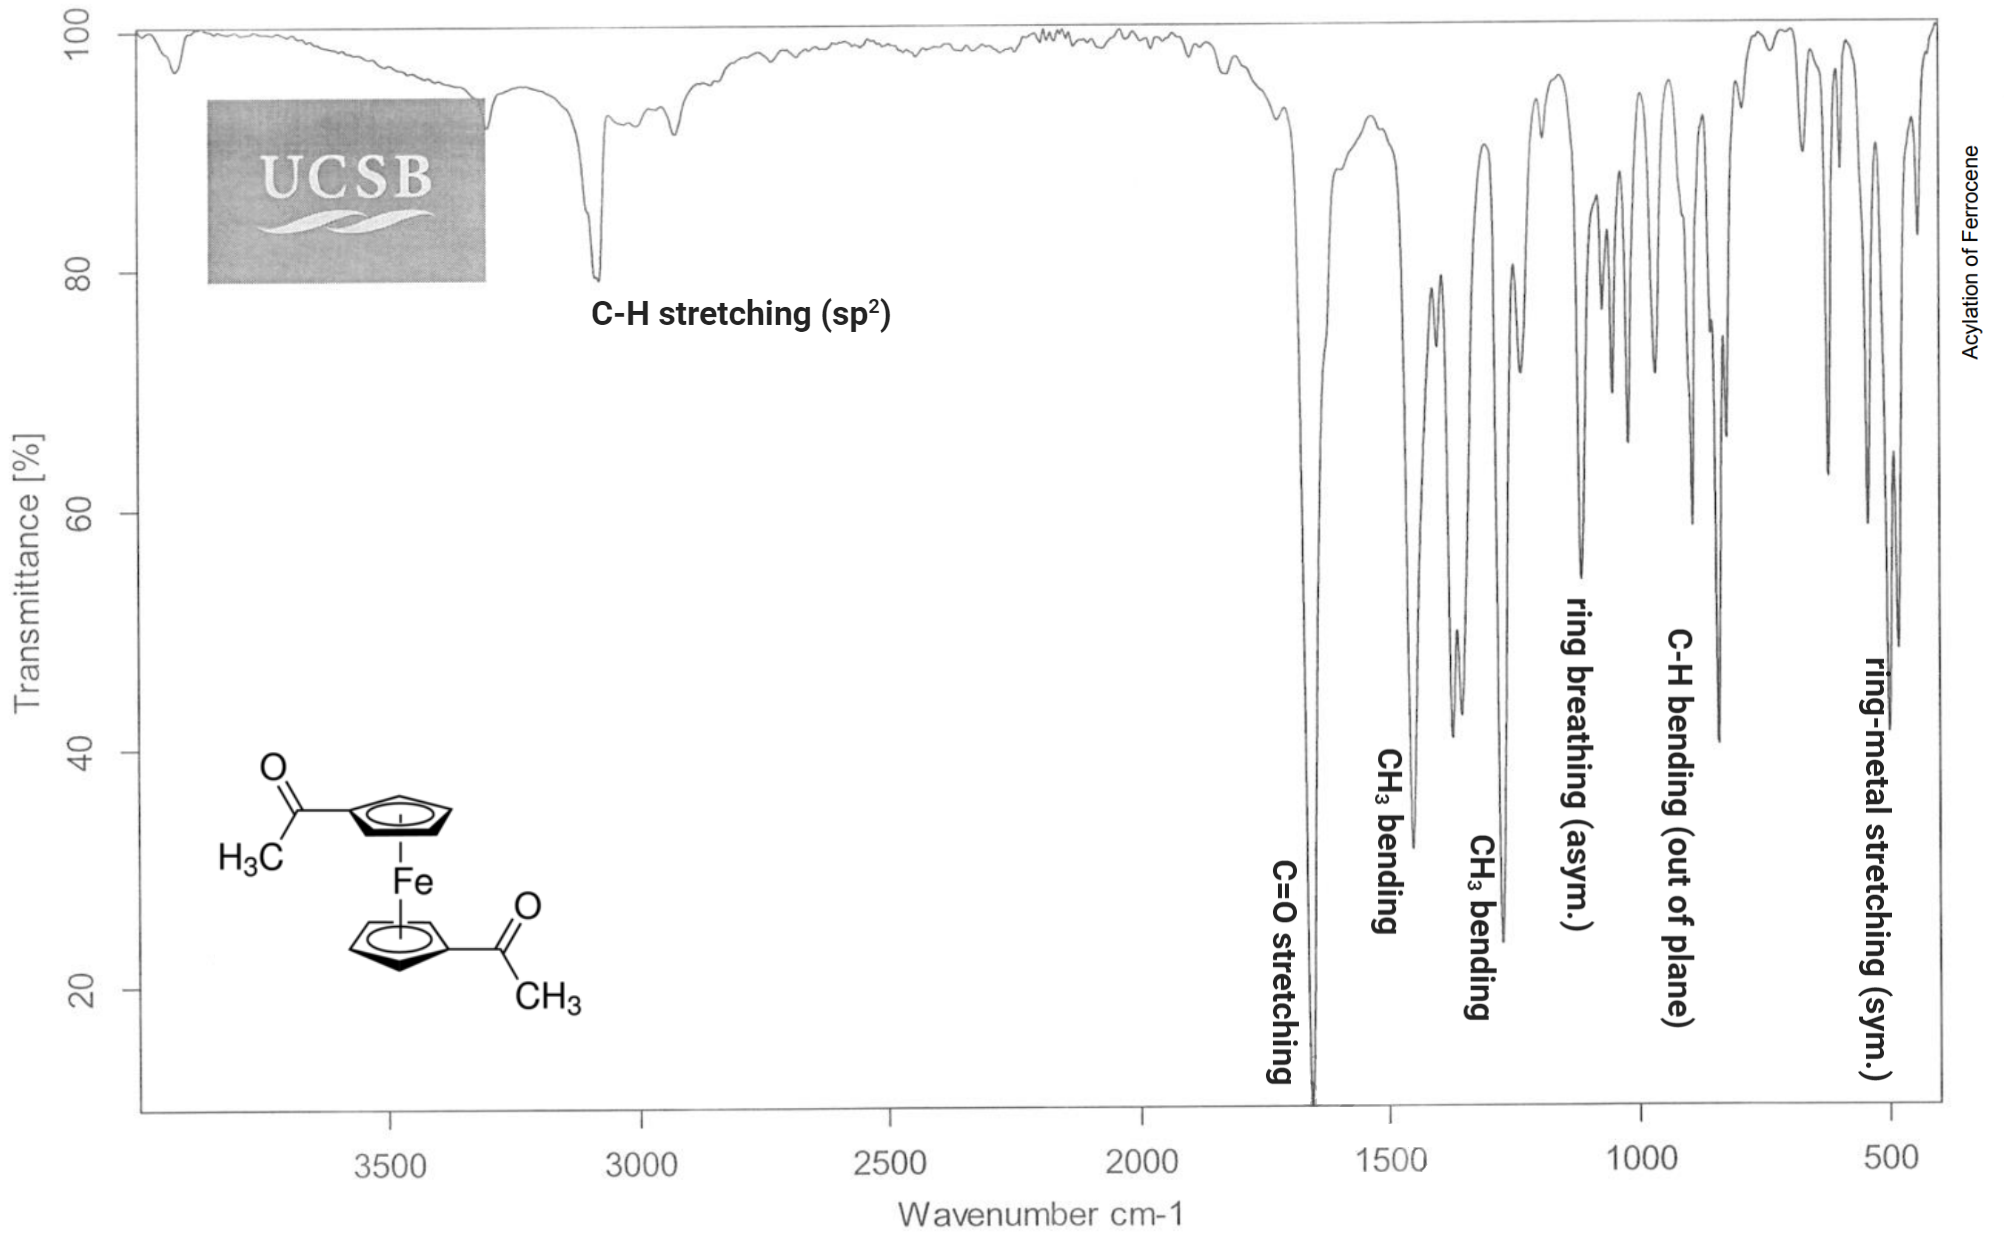 100
80
60
40
20
Transmittance [%]
UCSB
C-H stretching (sp²)
C=O stretching
CH₃ bending
CH₃ bending
ring breathing (asym.)
C-H bending (out of plane)
ring-metal stretching (sym.)
Acylation of Ferrocene
O
H₃C
Fe
O
CH₃
3500
3000
2500
2000
1500
1000
500
Wavenumber cm-1